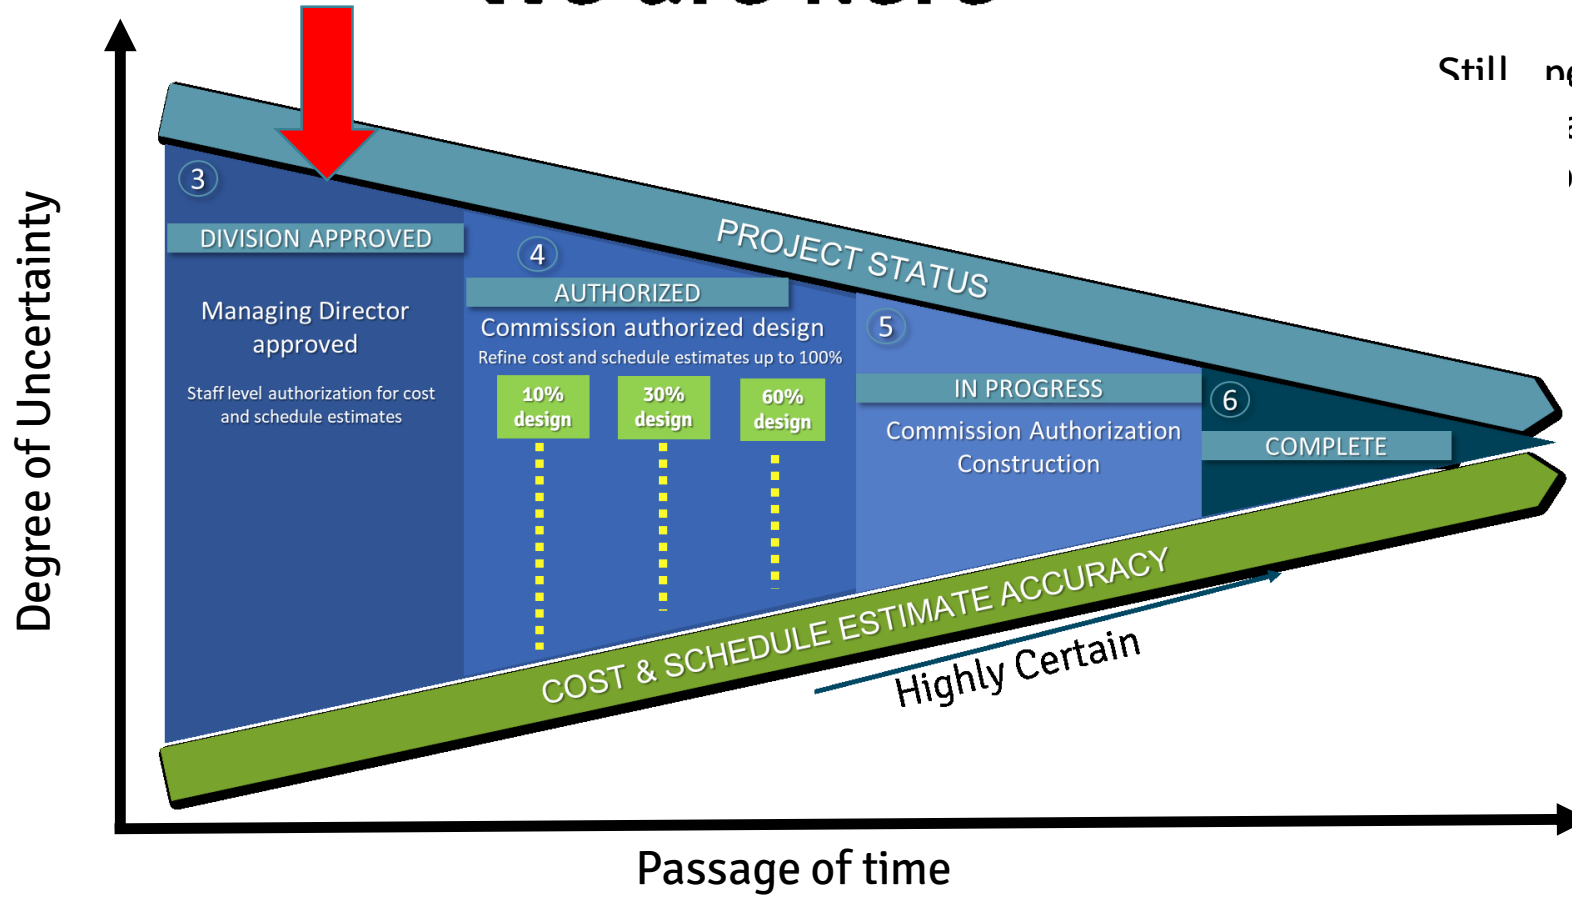 Still
Degree of Uncertainty
3
DIVISION APPROVED
Managing Director
approved
Staff level authorization for cost
and schedule estimates
4
AUTHORIZED
Commission authorized design
Refine cost and schedule estimates up to 100%
10%
design
30%
design
60%
design
PROJECT STATUS
5
IN PROGRESS
Commission Authorization
Construction
6
COMPLETE
COST & SCHEDULE ESTIMATE ACCURACY
Highly Certain
Passage of time